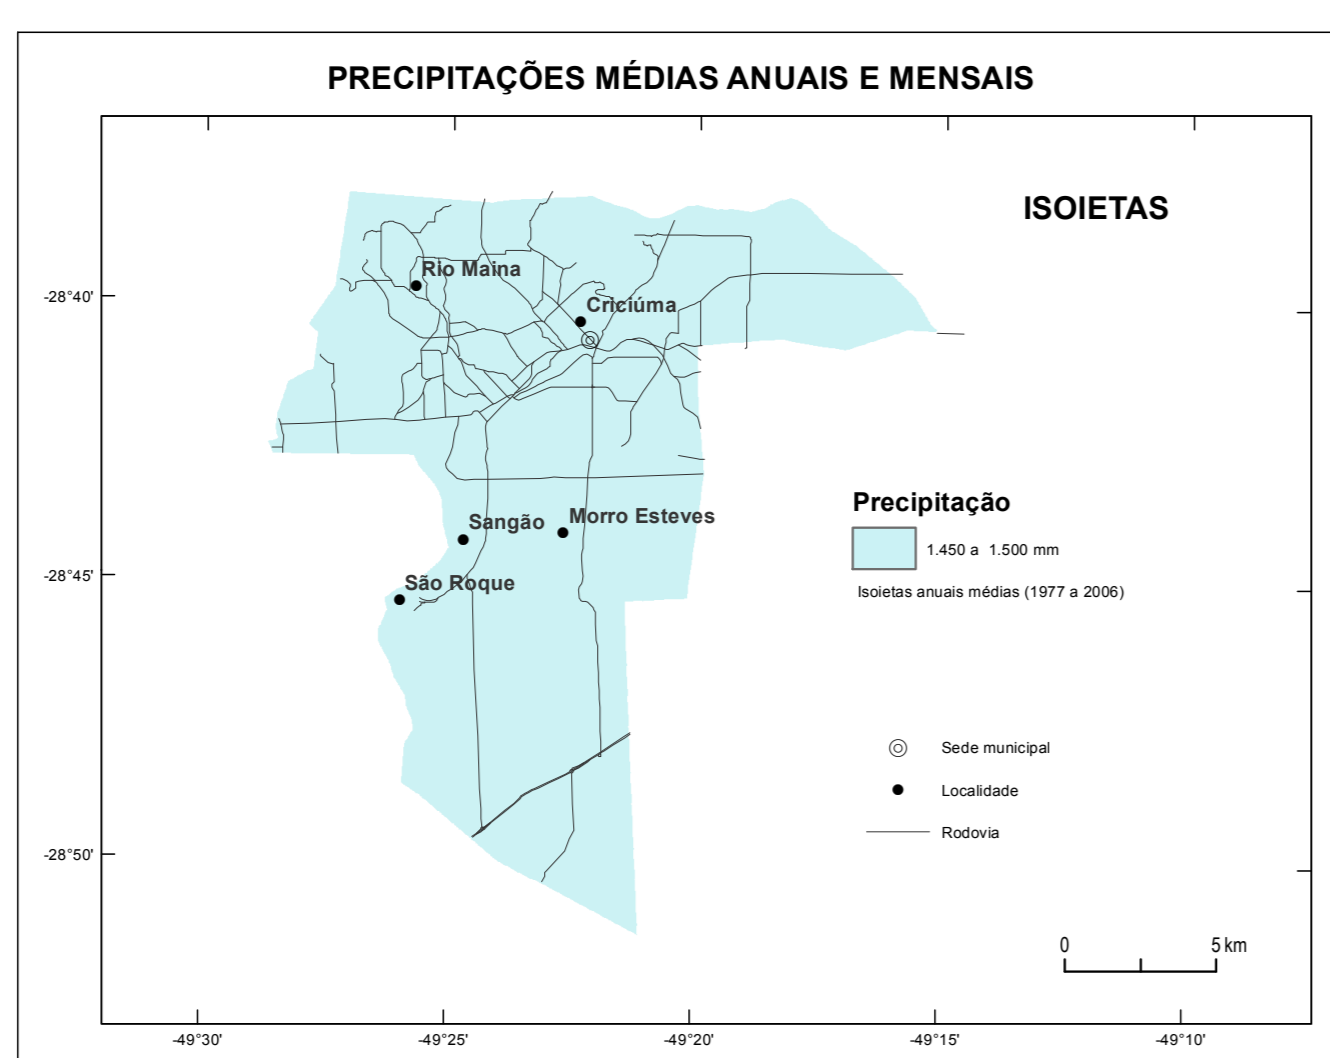 PRECIPITAÇÕES MÉDIAS ANUAIS E MENSAIS
ISOIETAS
Rio Maina
-28°40'
Criciúma
Precipitação
Sangão
Morro Esteves
1.450 a 1.500 mm
-28°45'
São Roque
Isoietas anuais médias (1977 a 2006)
Sede municipal
Localidade
Rodovia
-28°50'
0 5 km
-49°30' -49°25' -49°20' -49°15' -49°10'